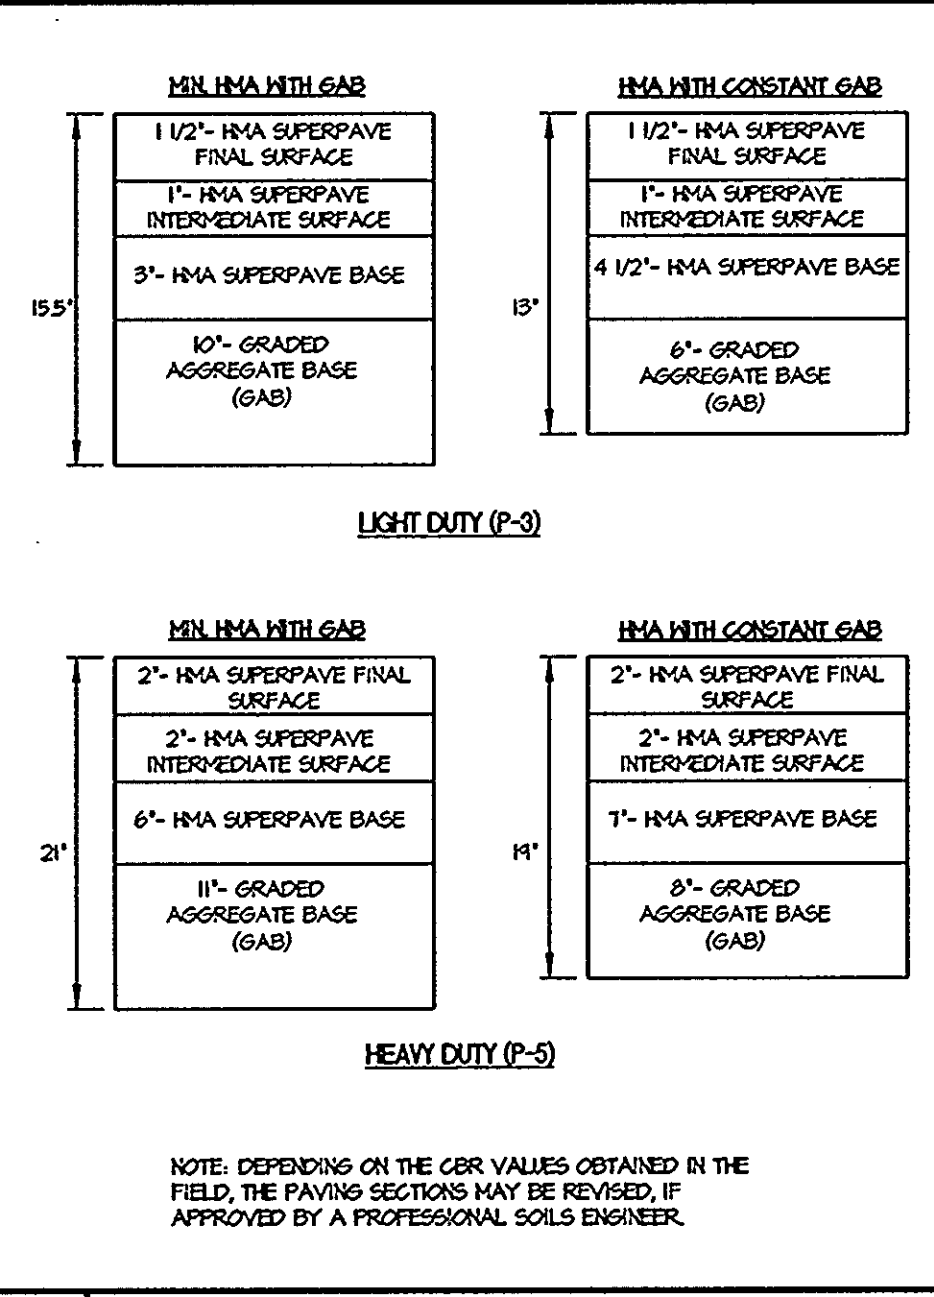 MIN. HMA WITH GAB
1 1/2"- HMA SUPERPAVE
FINAL SURFACE
1"- HMA SUPERPAVE
INTERMEDIATE SURFACE
3"- HMA SUPERPAVE BASE
10"- GRADED
AGGREGATE BASE
(GAB)
15.5"
HMA WITH CONSTANT GAB
1 1/2"- HMA SUPERPAVE
FINAL SURFACE
1"- HMA SUPERPAVE
INTERMEDIATE SURFACE
4 1/2"- HMA SUPERPAVE BASE
6"- GRADED
AGGREGATE BASE
(GAB)
13"
LIGHT DUTY (P-3)
MIN. HMA WITH GAB
2"- HMA SUPERPAVE FINAL
SURFACE
2"- HMA SUPERPAVE
INTERMEDIATE SURFACE
6"- HMA SUPERPAVE BASE
11"- GRADED
AGGREGATE BASE
(GAB)
21"
HMA WITH CONSTANT GAB
2"- HMA SUPERPAVE FINAL
SURFACE
2"- HMA SUPERPAVE
INTERMEDIATE SURFACE
7"- HMA SUPERPAVE BASE
8"- GRADED
AGGREGATE BASE
(GAB)
19"
HEAVY DUTY (P-5)
NOTE: DEPENDING ON THE CBR VALUES OBTAINED IN THE
FIELD, THE PAVING SECTIONS MAY BE REVISED, IF
APPROVED BY A PROFESSIONAL SOILS ENGINEER.